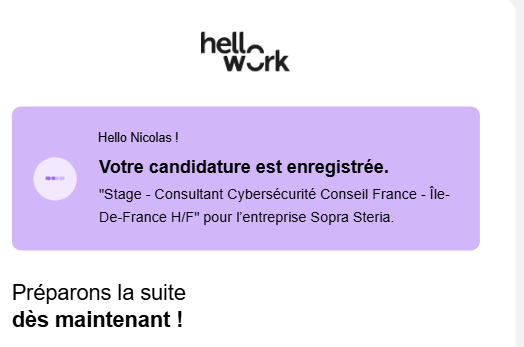 hello
work
Hello Nicolas !
Votre candidature est enregistrée.
"Stage - Consultant Cybersécurité Conseil France - Île-
De-France H/F" pour l’entreprise Sopra Steria.
Préparons la suite
dès maintenant !